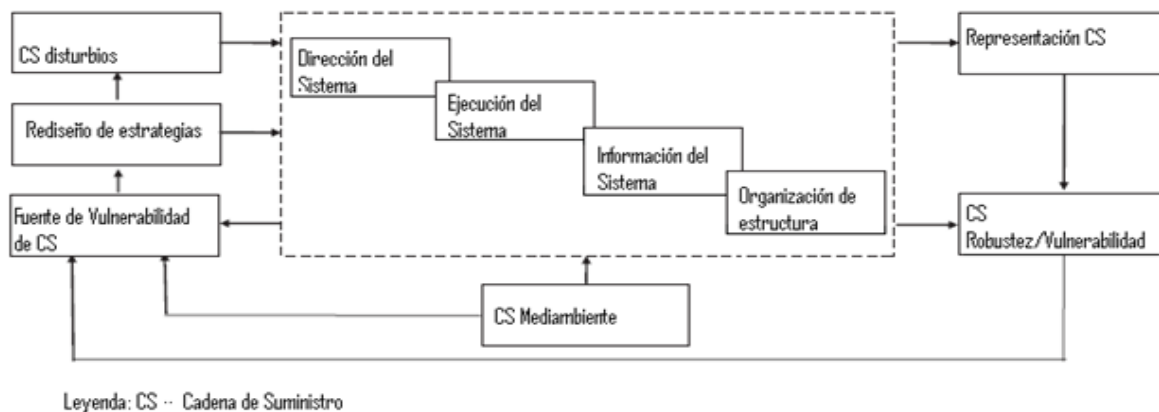 CS disturbios
Rediseño de estrategias
Fuente de Vulnerabilidad
de CS
Dirección del
Sistema
Ejecución del
Sistema
Información del
Sistema
Organización de
estructura
CS Mediambiente
Representación CS
CS
Robustez/Vulnerabilidad
Leyenda: CS -- Cadena de Suministro